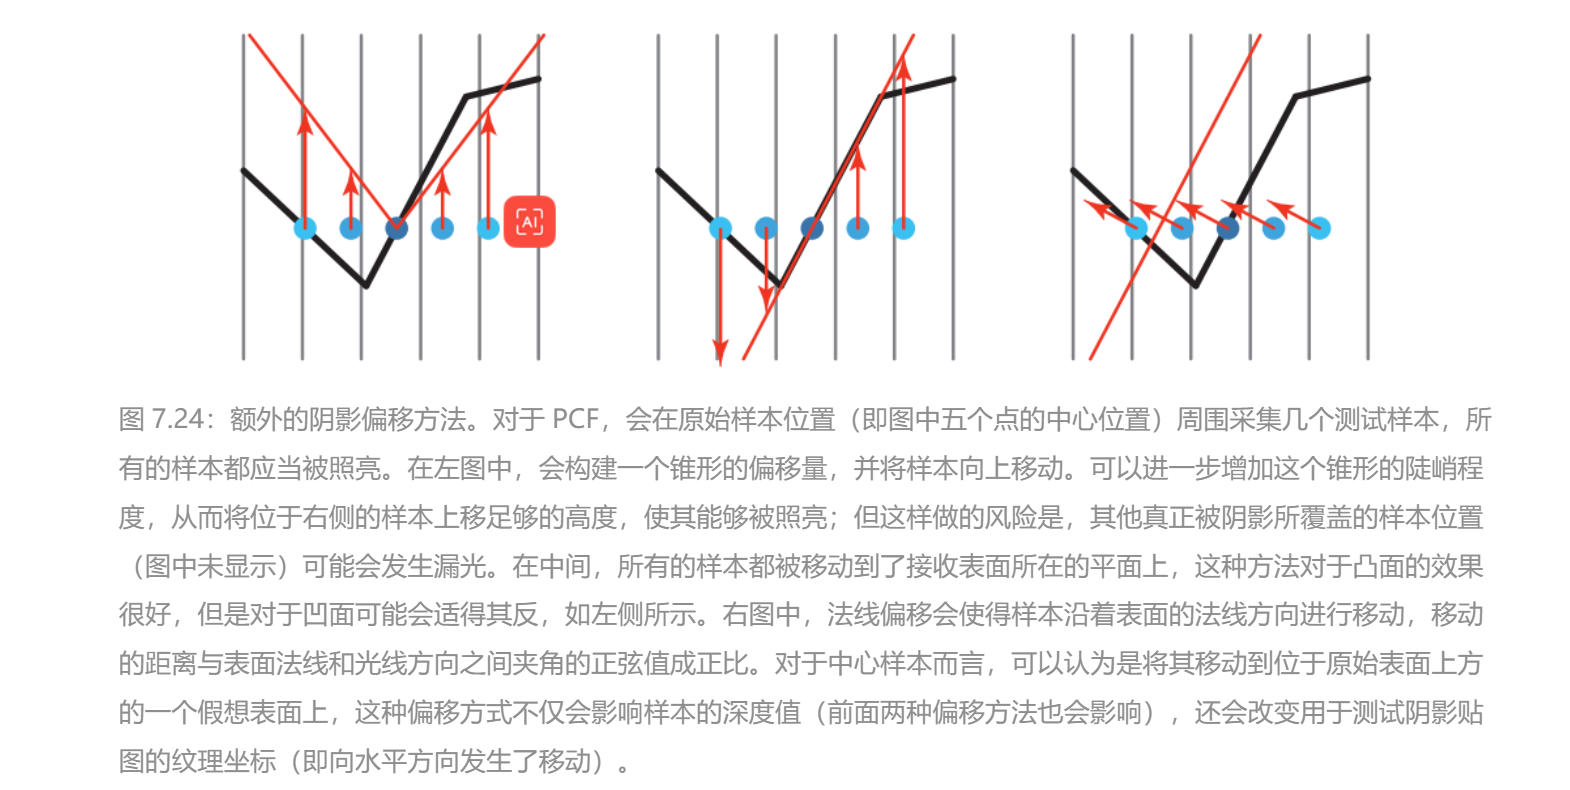 AI
图 7.24：额外的阴影偏移方法。对于 PCF，会在原始样本位置（即图中五个点的中心位置）周围采集几个测试样本，所
有的样本都应当被照亮。在左图中，会构建一个锥形的偏移量，并将样本向上移动。可以进一步增加这个锥形的陡峭程
度，从而将位于右侧的样本上移足够的高度，使其能够被照亮；但这样做的风险是，其他真正被阴影所覆盖的样本位置
（图中未显示）可能会发生漏光。在中间，所有的样本都被移动到了接收表面所在的平面上，这种方法对于凸面的效果
很好，但是对于凹面可能会适得其反，如左侧所示。右图中，法线偏移会使得样本沿着表面的法线方向进行移动，移动
的距离与表面法线和光线方向之间夹角的正弦值成正比。对于中心样本而言，可以认为是将其移动到位于原始表面上方
的一个假想表面上，这种偏移方式不仅会影响样本的深度值（前面两种偏移方法也会影响），还会改变用于测试阴影贴
图的纹理坐标（即向水平方向发生了移动）。